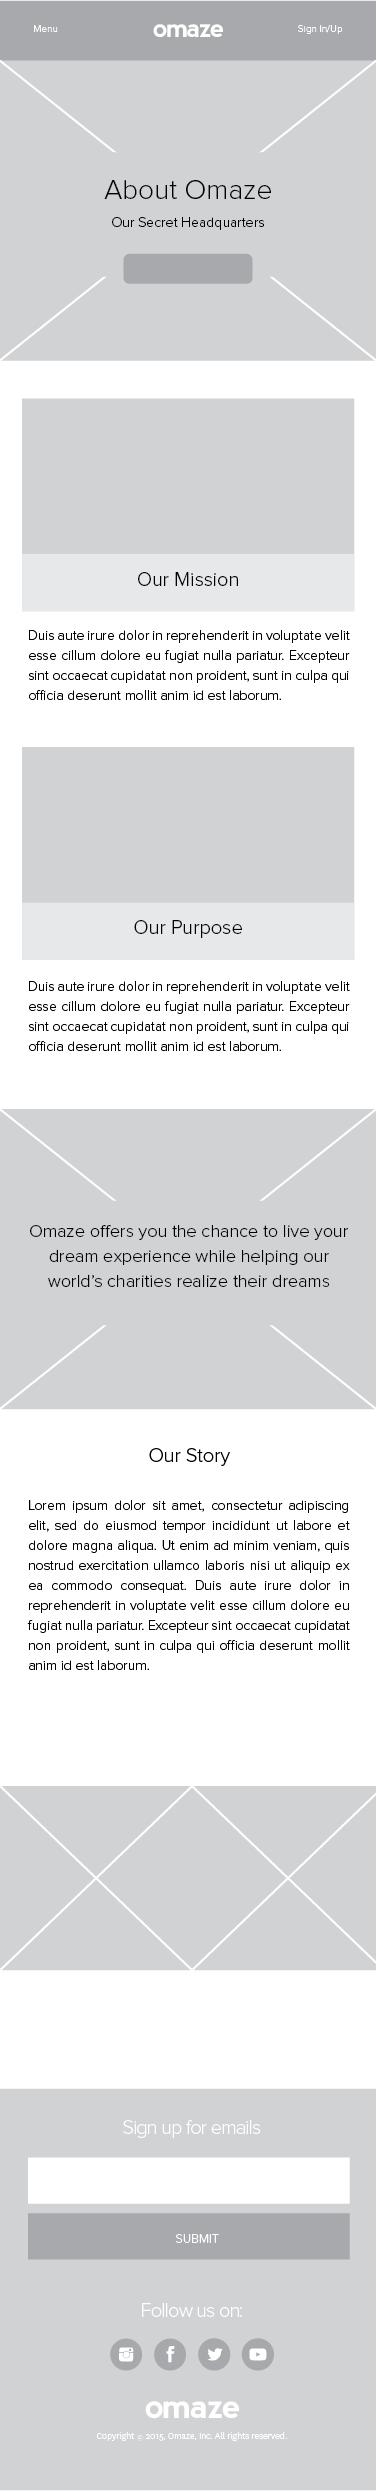 Menu omaze Sign In/Up
About Omaze
Our Secret Headquarters
Our Mission
Duis aute irure dolor in reprehenderit in voluptate velit
esse cillum dolore eu fugiat nulla pariatur. Excepteur
sint occaecat cupidatat non proident, sunt in culpa qui
officia deserunt mollit anim id est laborum.
Our Purpose
Duis aute irure dolor in reprehenderit in voluptate velit
esse cillum dolore eu fugiat nulla pariatur. Excepteur
sint occaecat cupidatat non proident, sunt in culpa qui
officia deserunt mollit anim id est laborum.
Omaze offers you the chance to live your
dream experience while helping our
world’s charities realize their dreams
Our Story
Lorem ipsum dolor sit amet, consectetur adipiscing
elit, sed do eiusmod tempor incididunt ut labore et
dolore magna aliqua. Ut enim ad minim veniam, quis
nostrud exercitation ullamco laboris nisi ut aliquip ex
ea commodo consequat. Duis aute irure dolor in
reprehenderit in voluptate velit esse cillum dolore eu
fugiat nulla pariatur. Excepteur sint occaecat cupidatat
non proident, sunt in culpa qui officia deserunt mollit
anim id est laborum.
Sign up for emails
SUBMIT
Follow us on:
omaze
Copyright © 2015, Omaze, Inc. All rights reserved.